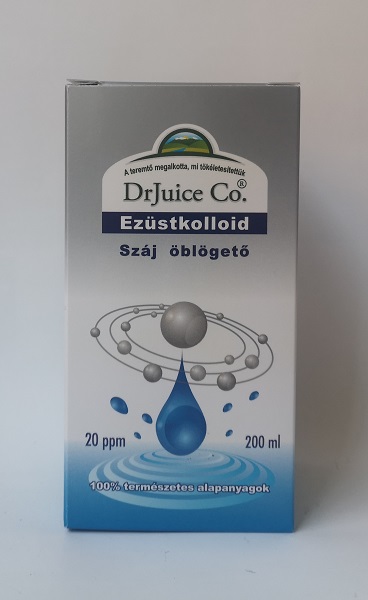 A teremtő megalkotta, mi tökéletesítettük
DrJuice Co.®
Ezüstkolloid
Száj öblögető
20 ppm
200 ml
100% természetes alapanyagok